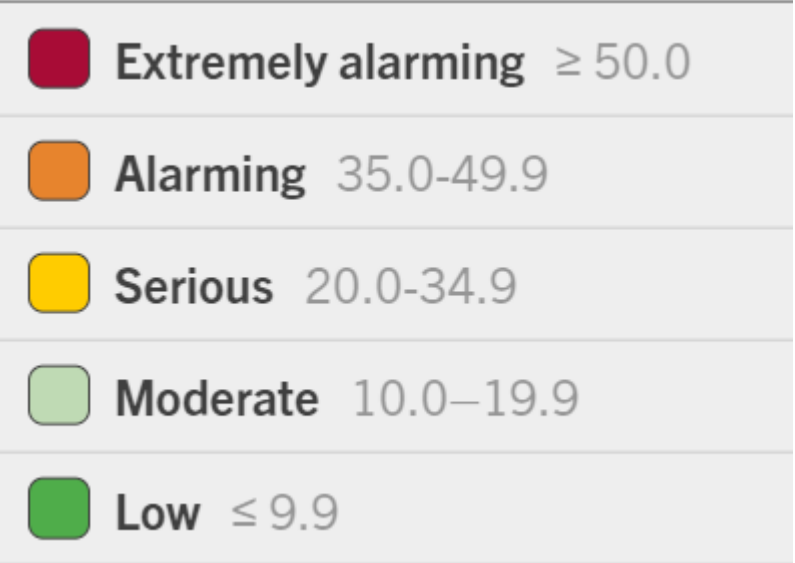 Extremely alarming ≥ 50.0
Alarming 35.0-49.9
Serious 20.0-34.9
Moderate 10.0–19.9
Low ≤ 9.9